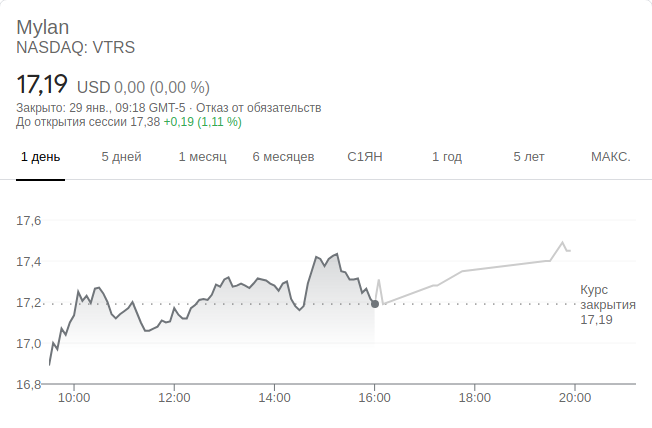 Mylan
NASDAQ: VTRS
17,19 USD 0,00 (0,00 %)
Закрыто: 29 янв., 09:18 GMT-5 · Отказ от обязательств
До открытия сессии 17,38 +0,19 (1,11 %)
1 день 5 дней 1 месяц 6 месяцев С1ЯН 1 год 5 лет МАКС.
17,6
17,4
17,2
17,0
16,8
Курс
закрытия
17,19
10:00 12:00 14:00 16:00 18:00 20:00